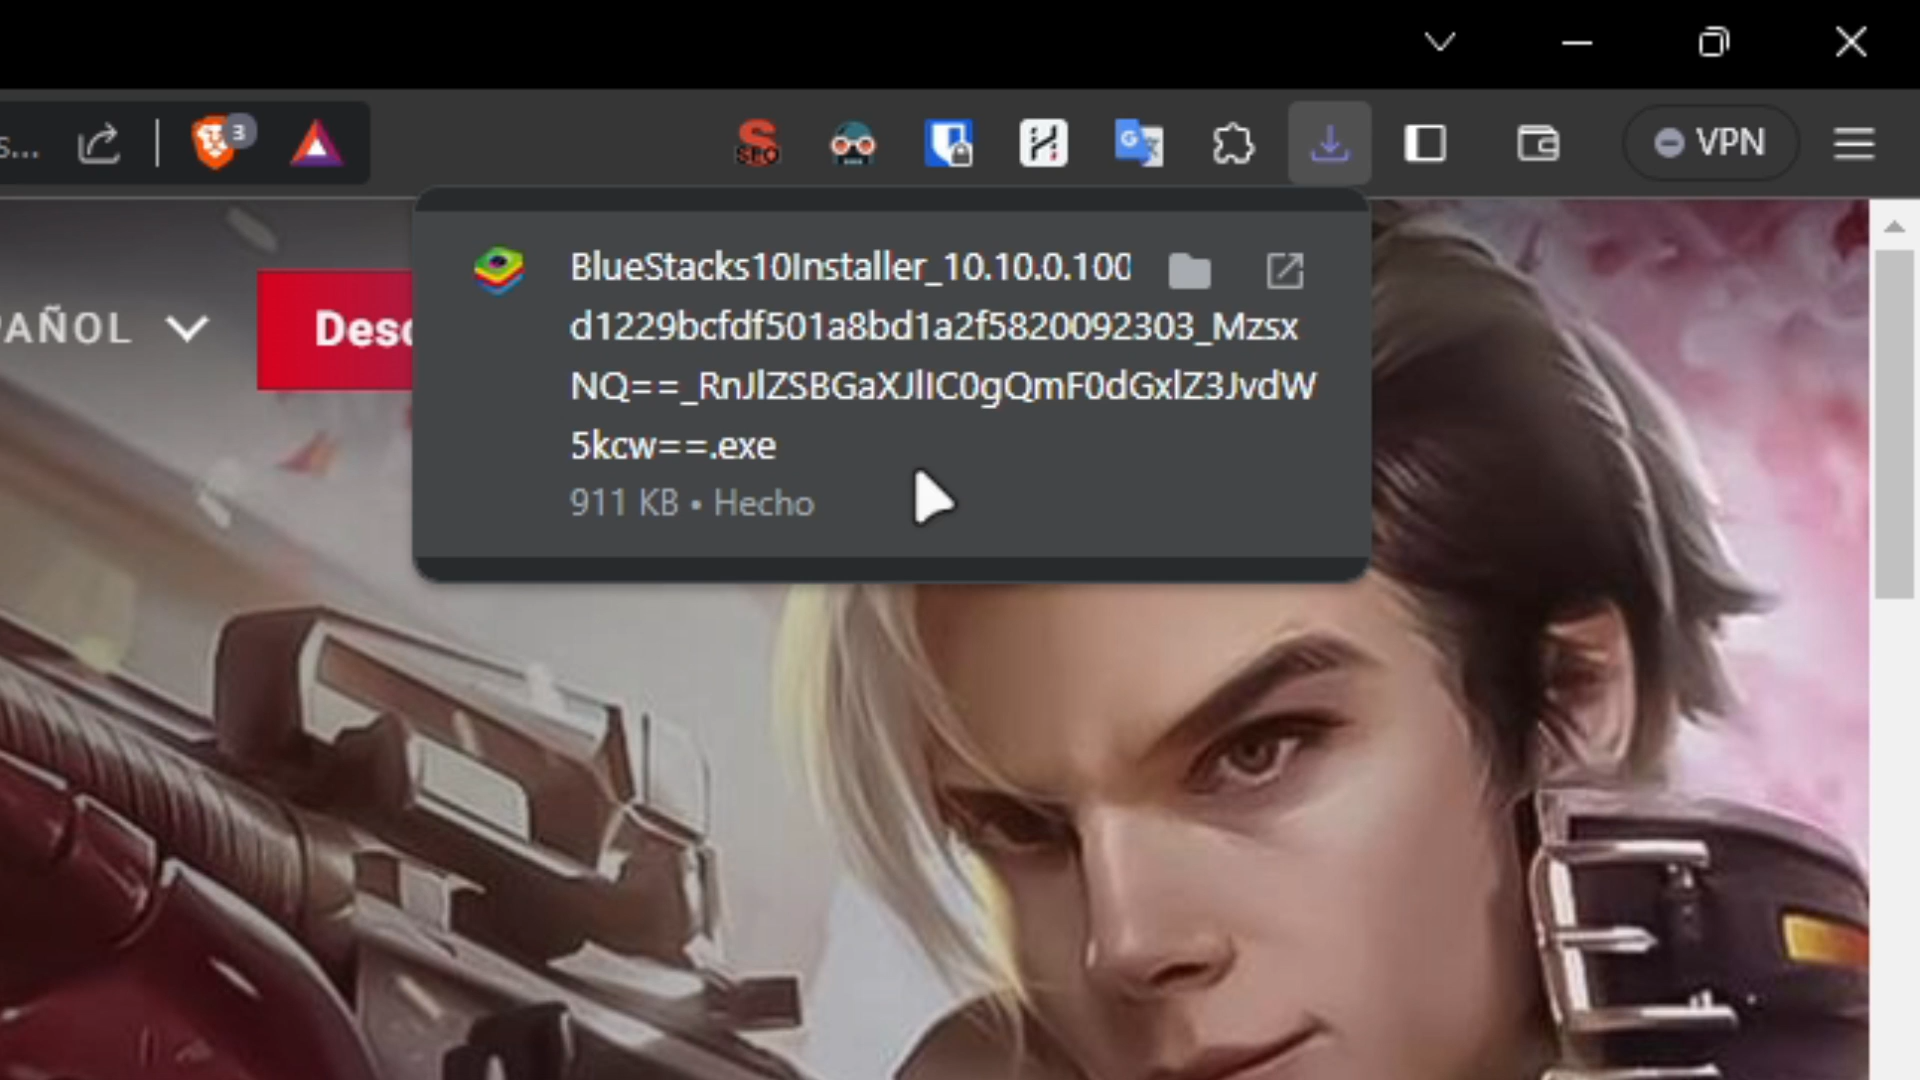 3
SEO
G
VPN
BlueStacks10Installer_10.10.0.100
d1229bcfdf501a8bd1a2f5820092303_Mzsx
NQ==_RnJlZSBGaXJlIC0gQmF0dGxlZ3JvdW
5kcw==.exe
911 KB • Hecho
AÑOL
Desc